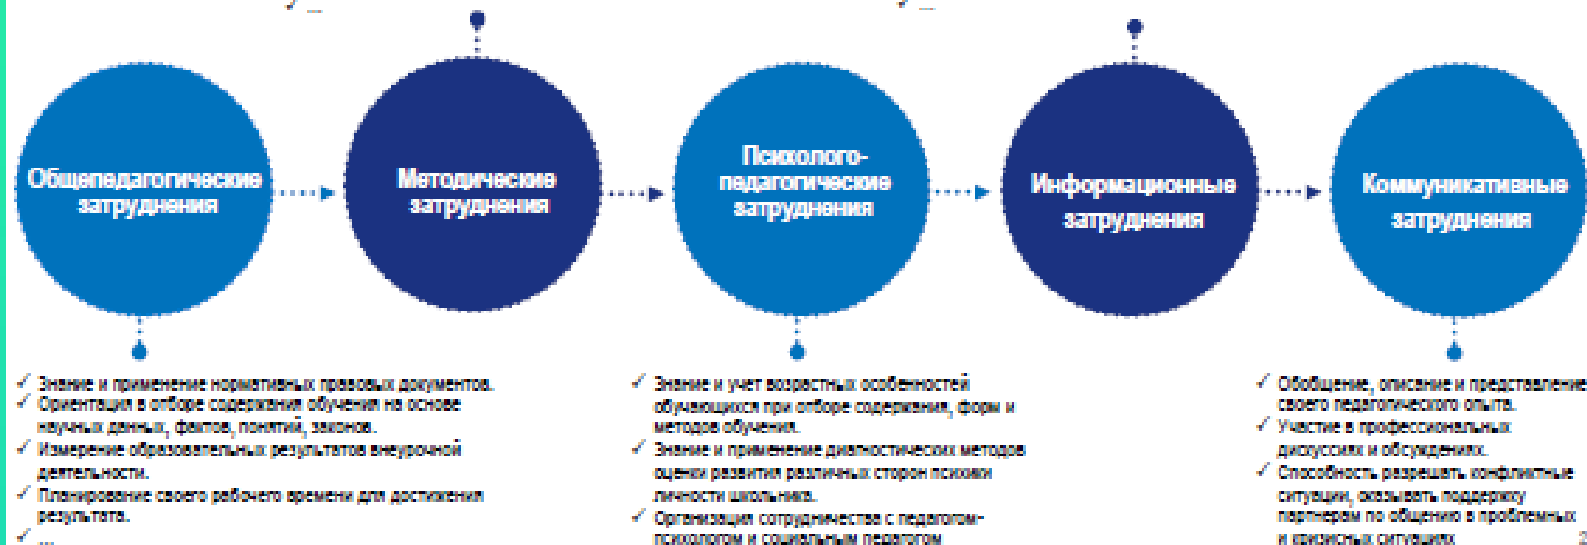 ✓ ...
✓ ...
Общепедагогические
затруднения
Методические
затруднения
Психолого-
педагогические
затруднения
Информационные
затруднения
Коммуникативные
затруднения
✓ Знание и применение нормативных правовых документов.
✓ Ориентация в отборе содержания обучения на основе
научных данных, фактов, понятий, законов.
✓ Измерение образовательных результатов внеурочной
деятельности.
✓ Планирование своего рабочего времени для достижения
результата.
✓ ...
✓ Знание и учет возрастных особенностей
обучающихся при отборе содержания, форм и
методов обучения.
✓ Знание и применение диагностических методов
оценки развития различных сторон психики
личности школьника.
✓ Организация сотрудничества с педагогом-
психологом и социальным педагогом
✓ Обобщение, описание и представление
своего педагогического опыта.
✓ Участие в профессиональных
дискуссиях и обсуждениях.
✓ Способность разрешать конфликтные
ситуации, оказывать поддержку
партнерам по общению в проблемных
и кризисных ситуациях
2